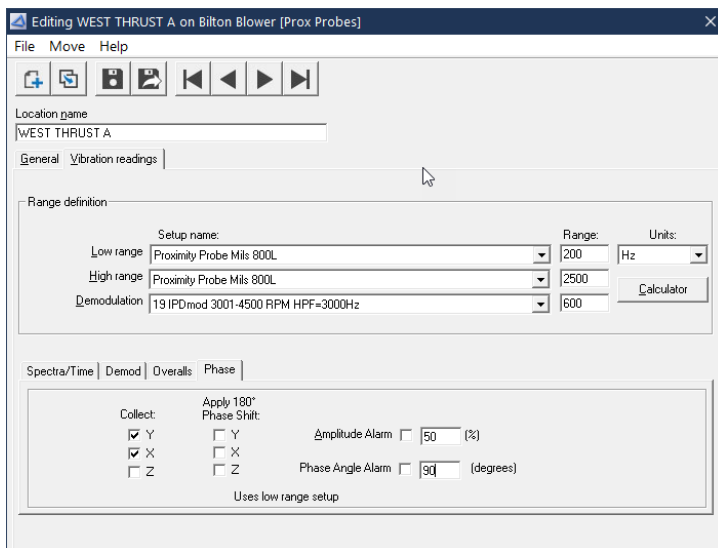 Editing WEST THRUST A on Bilton Blower [Prox Probes]
File Move Help
Location name
WEST THRUST A
General Vibration readings
Range definition
Setup name: Range: Units:
Low range Proximity Probe Mils 800L 200 Hz
High range Proximity Probe Mils 800L 2500
Calculator
Demodulation 19 IPDmod 3001-4500 RPM HPF=3000Hz 600
Spectra/Time Demod Overalls Phase
Collect: Apply 180° Phase Shift:
Y Y Amplitude Alarm 50 (%)
X X
Z Z Phase Angle Alarm 90 (degrees)
Uses low range setup